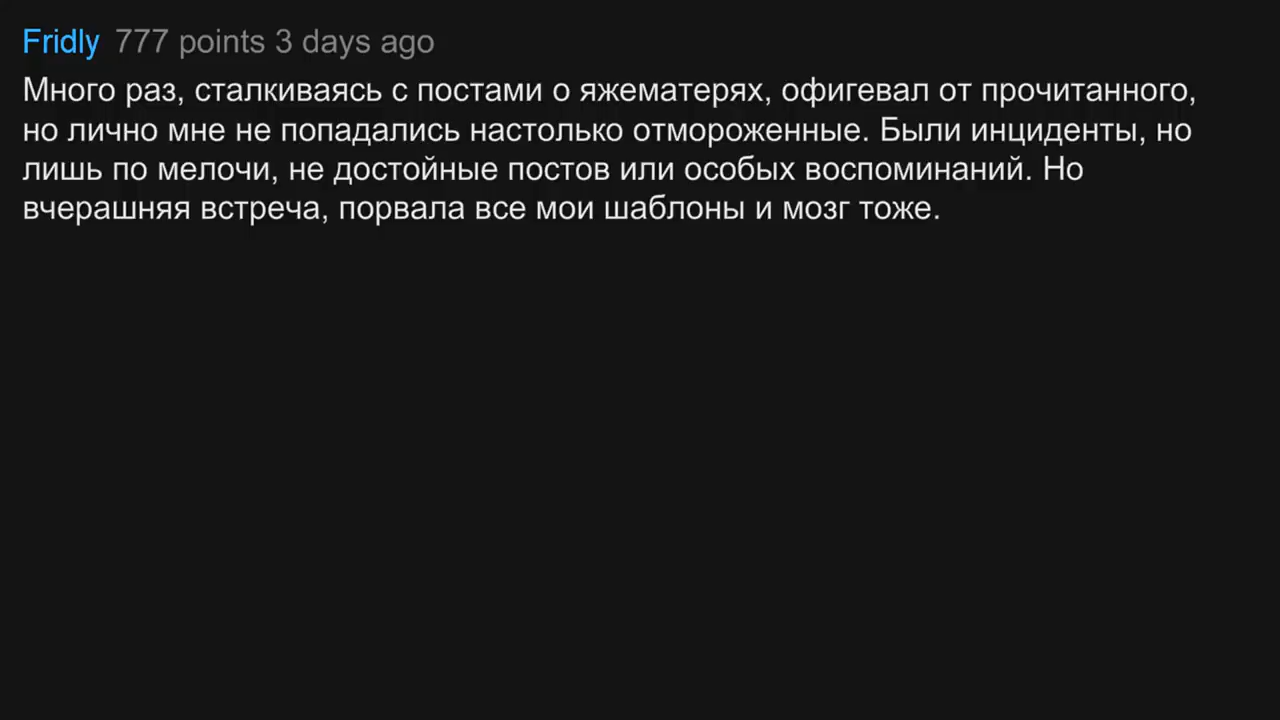 Fridly 777 points 3 days ago
Много раз, сталкиваясь с постами о яжематерях, офигевал от прочитанного,
но лично мне не попадались настолько отмороженные. Были инциденты, но
лишь по мелочи, не достойные постов или особых воспоминаний. Но
вчерашняя встреча, порвала все мои шаблоны и мозг тоже.